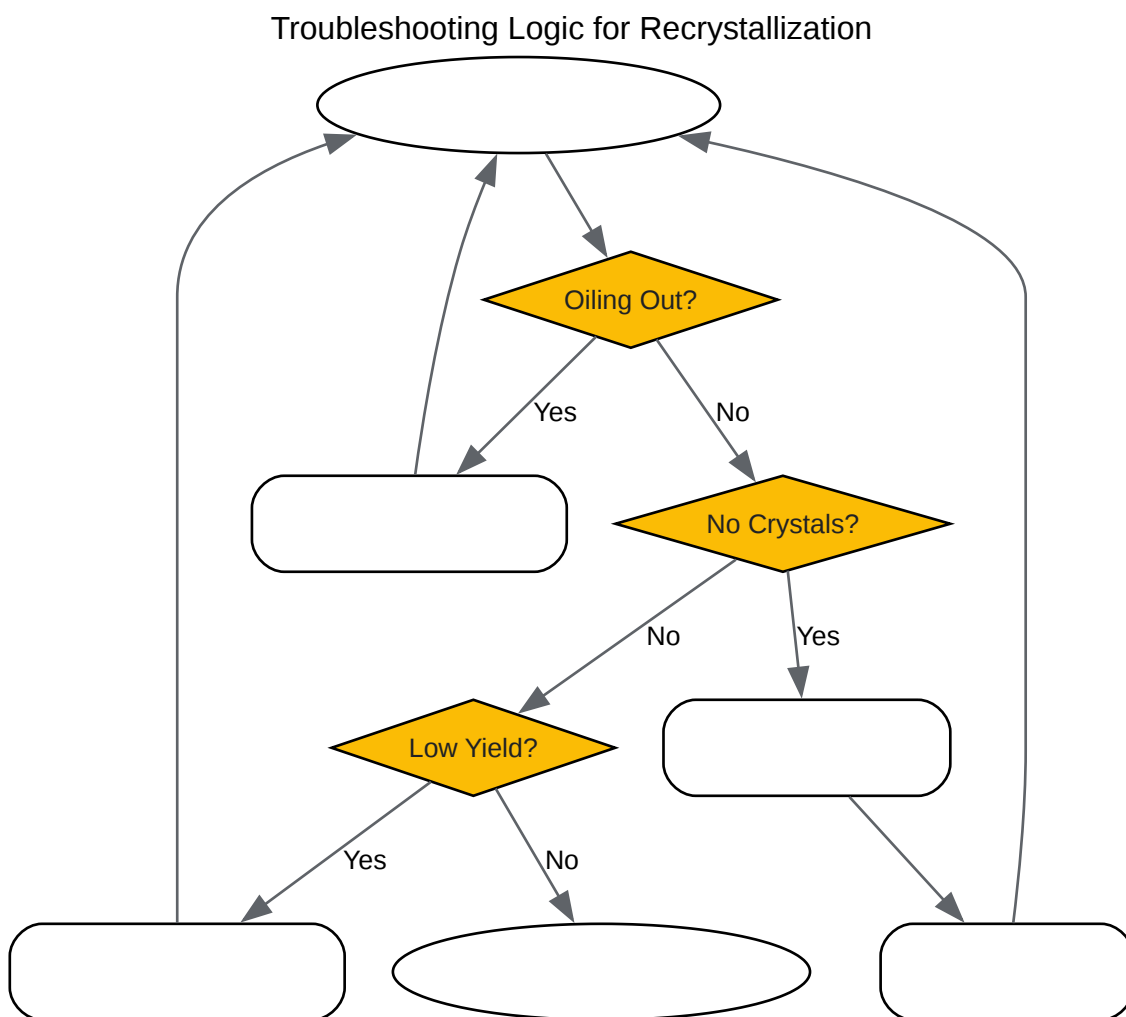 Troubleshooting Logic for Recrystallization
Oiling Out?
Yes
No
No Crystals?
No
Yes
Low Yield?
Yes
No